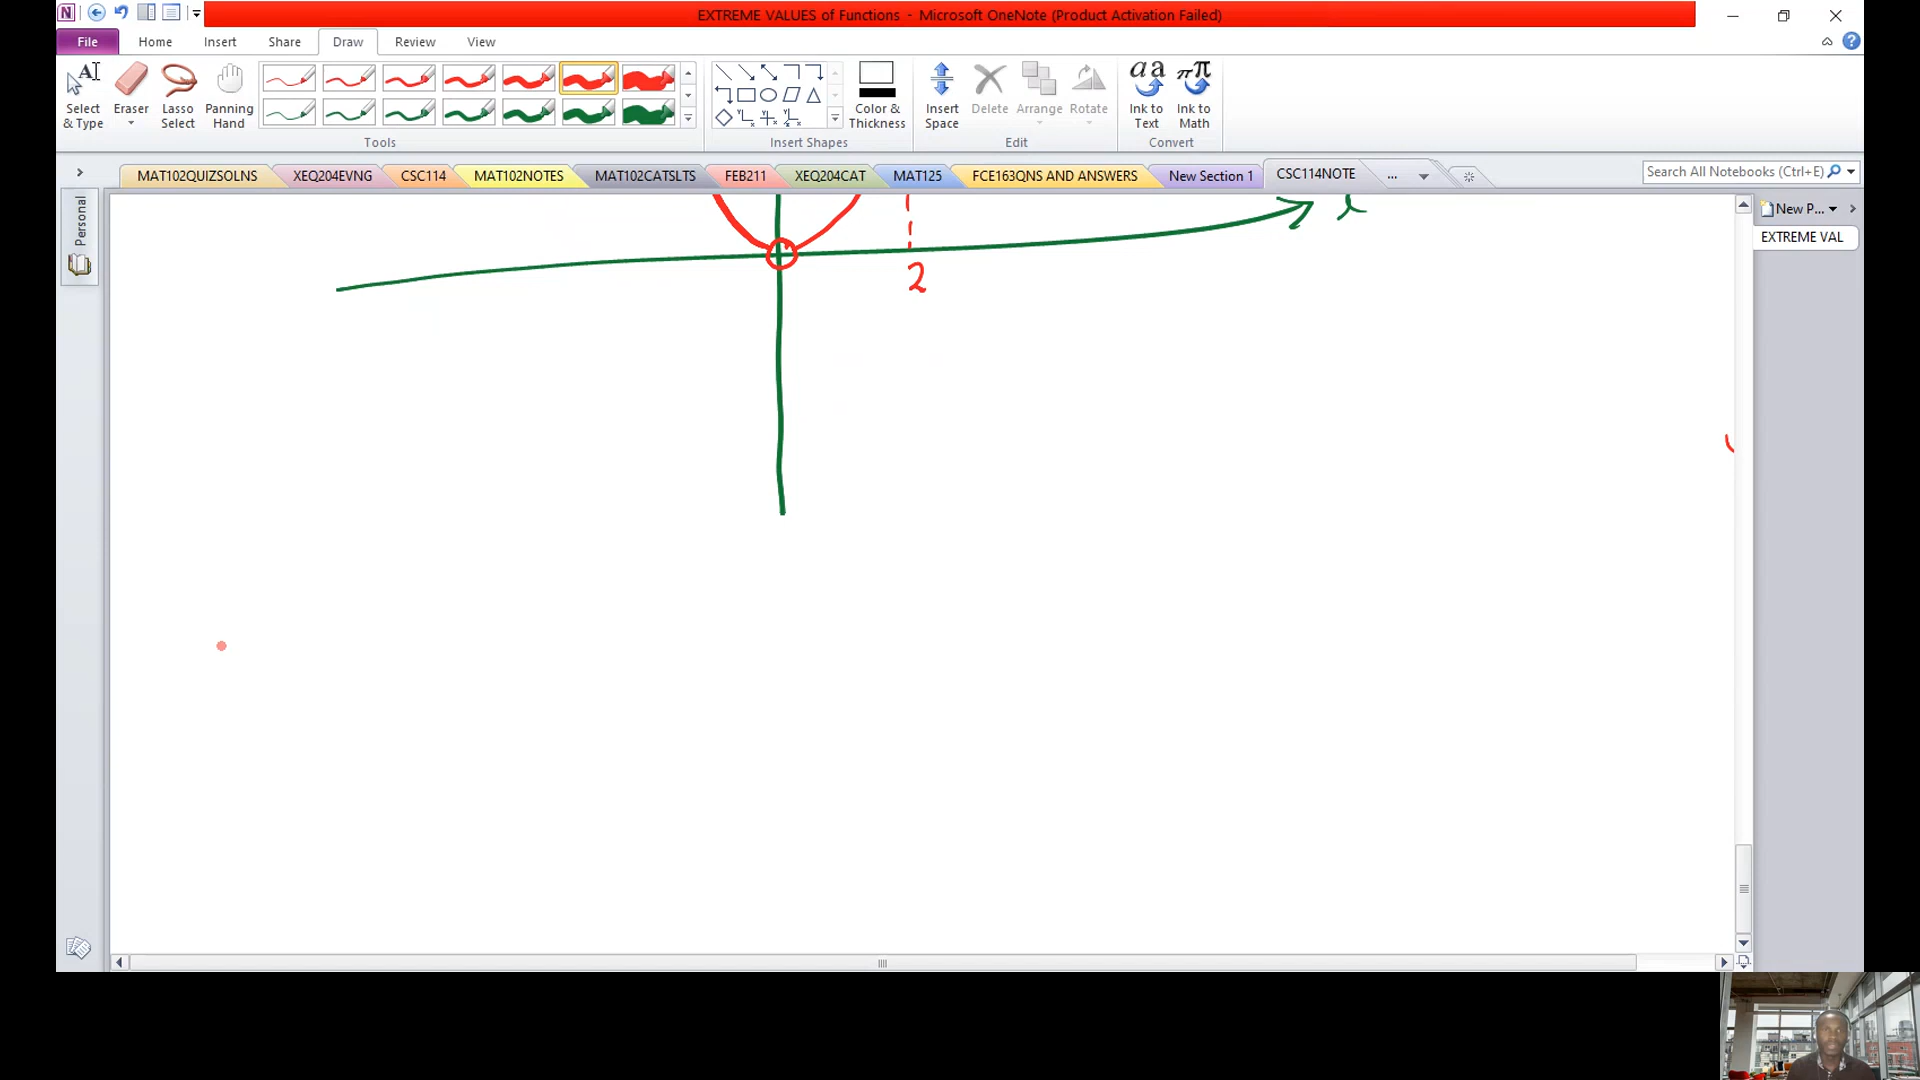 EXTREME VALUES of Functions - Microsoft OneNote (Product Activation Failed)
File Home Insert Share Draw Review View
Select & Type
Eraser
Lasso Select
Panning Hand
Color & Thickness
Insert Space
Delete
Arrange
Rotate
Ink to Text
Ink to Math
Tools
Insert Shapes
Edit
Convert
MAT102QUIZSOLNS XEQ204EVNG CSC114 MAT102NOTES MAT102CATSLTS FEB211 XEQ204CAT MAT125 FCE163QNS AND ANSWERS New Section 1 CSC114NOTE ...
Search All Notebooks (Ctrl+E)
Personal
New P...
EXTREME VAL
2